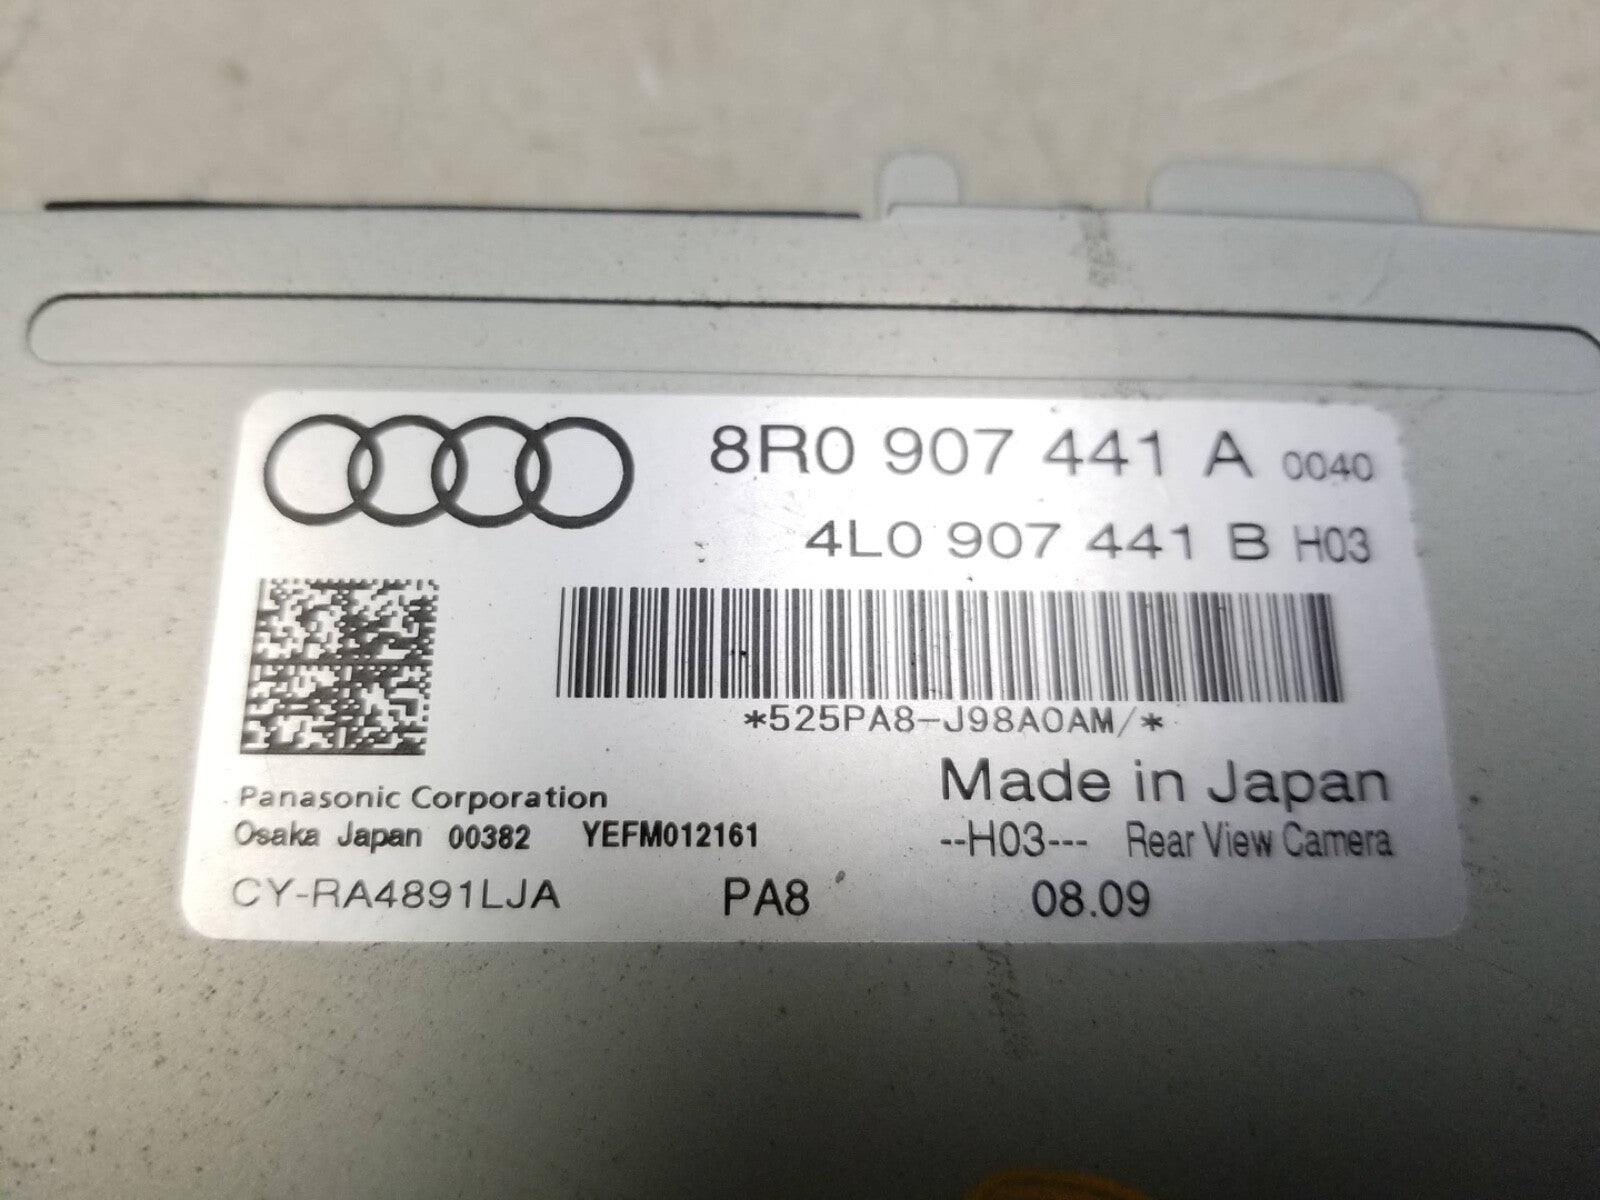 8R0 907 441 A 0040
4L0 907 441 B H03
*525PA8-J98A0AM/*
Panasonic Corporation
Made in Japan
Osaka Japan 00382 YEFM012161
--H03--- Rear View Camera
CY-RA4891LJA PA8 08.09